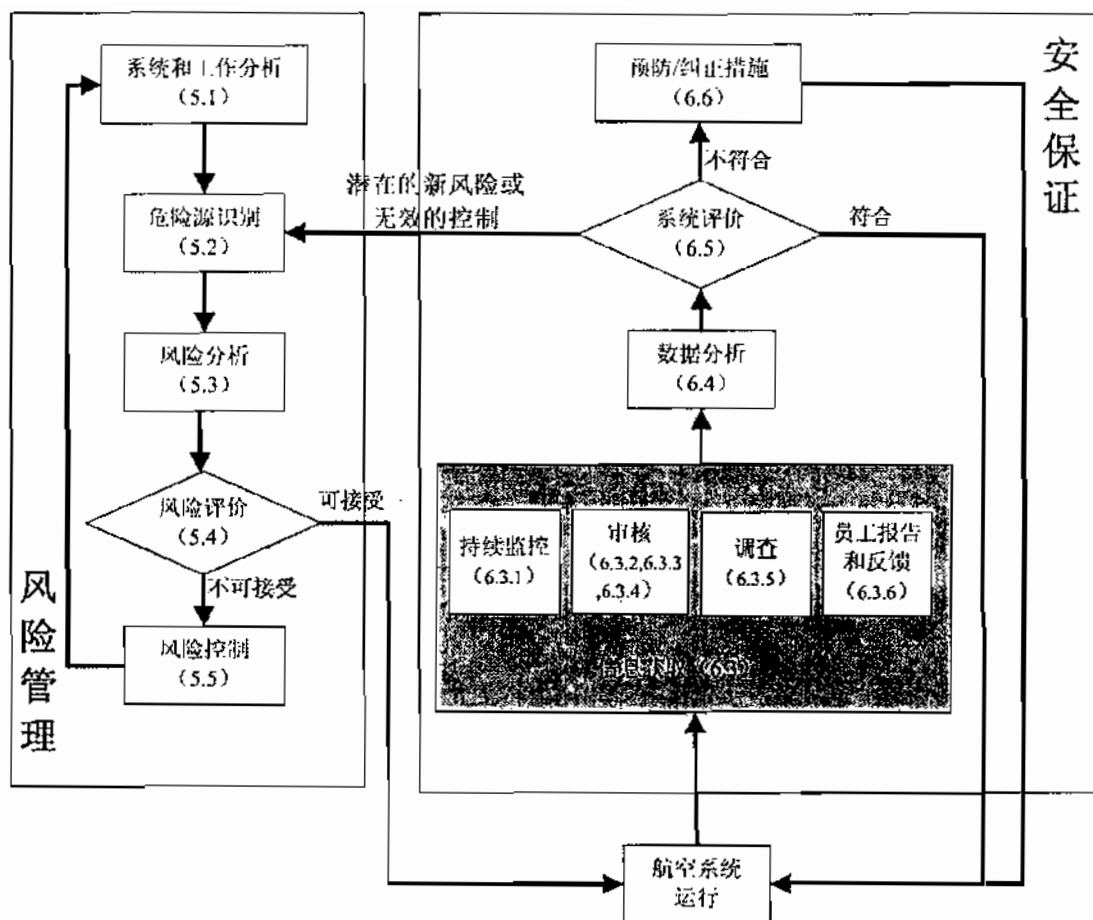 系统和工作分析
(5.1)
危险源识别
(5.2)
风险分析
(5.3)
风险评价
(5.4)
可接受
不可接受
风险控制
(5.5)
风险管理
潜在的新风险或
无效的控制
预防/纠正措施
(6.6)
不符合
系统评价
(6.5)
符合
数据分析
(6.4)
持续监控
(6.3.1)
审核
(6.3.2,6.3.3
,6.3.4)
调查
(6.3.5)
员工报告
和反馈
(6.3.6)
安全保证
航空系统
运行